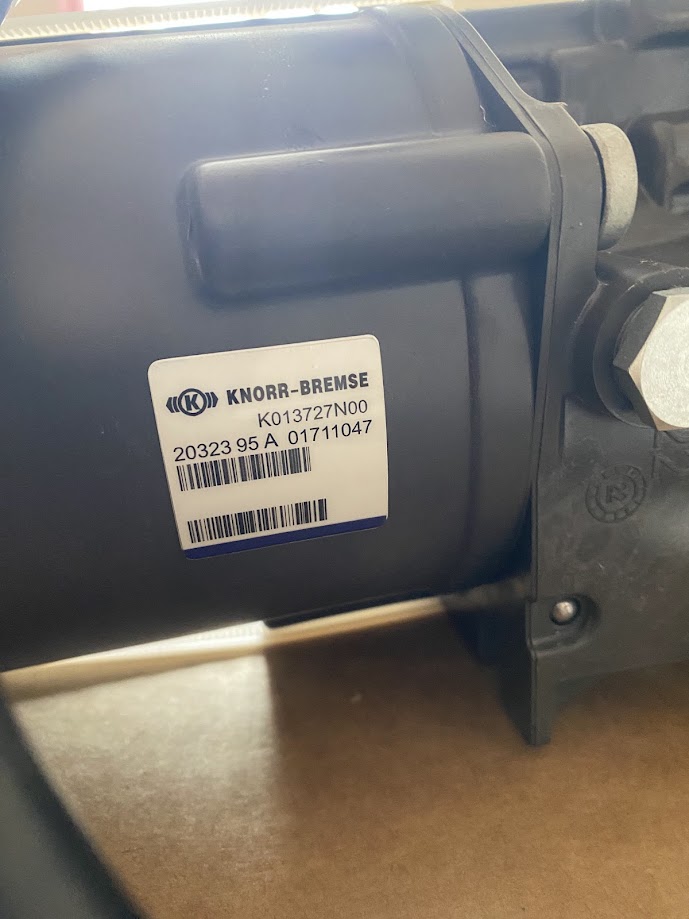 K KNORR-BREMSE
K013727N00
20323 95 A 01711047